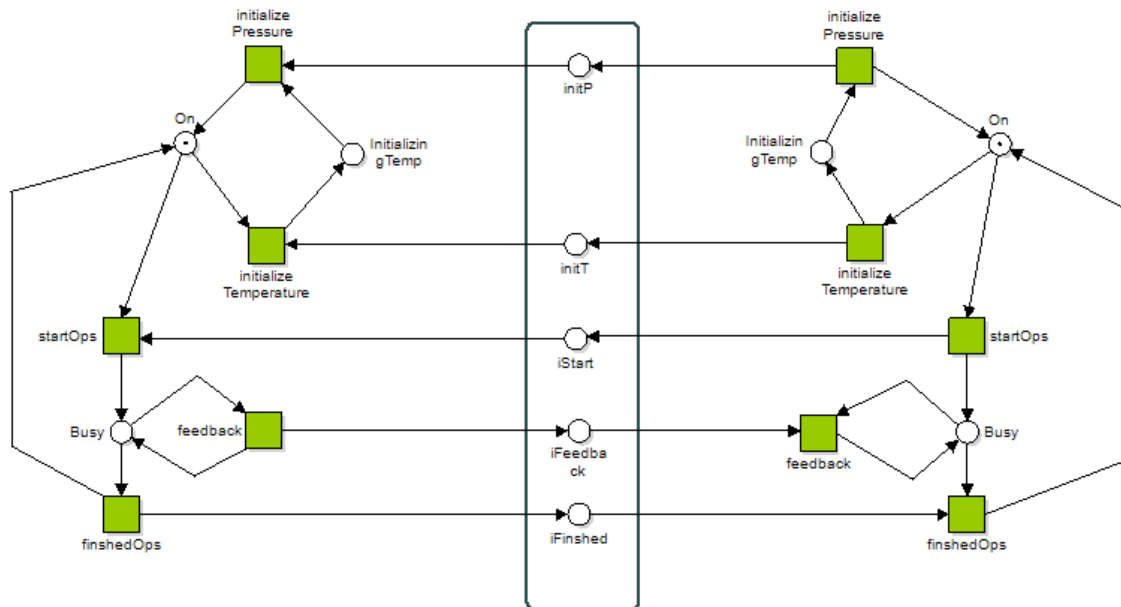 initialize
Pressure
initialize
Pressure
initP
On
On
Initializin
gTemp
Initializin
gTemp
initT
initialize
Temperature
initialize
Temperature
startOps
iStart
startOps
Busy
feedback
iFeedba
ck
feedback
Busy
finshedOps
iFinshed
finshedOps